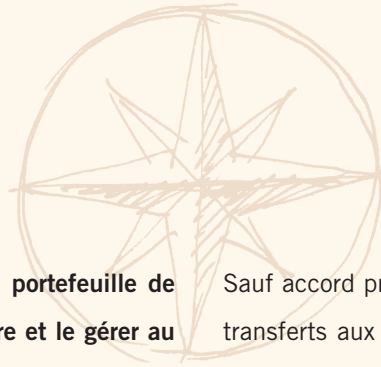 portefeuille de
re et le gérer au
Sauf accord pr
transferts aux